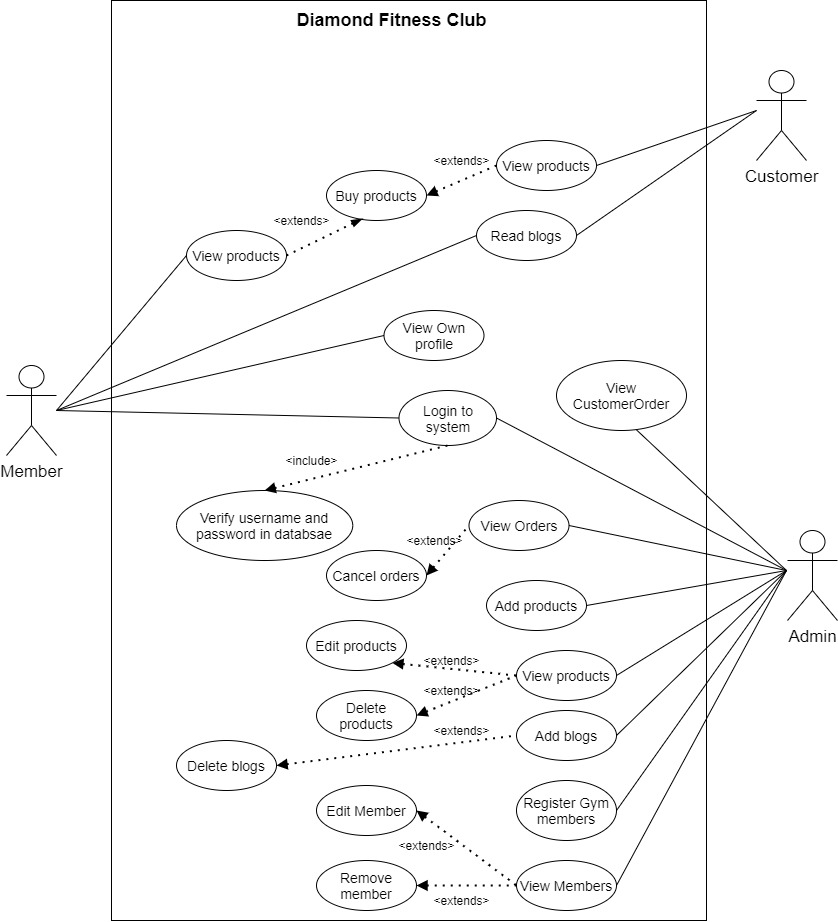 Diamond Fitness Club
Customer
<extends>
View products
Buy products
<extends>
View products
Read blogs
View Own
profile
View
CustomerOrder
Login to
system
Member
<include>
Verify username and
password in databsae
View Orders
<extends>
Cancel orders
Add products
Admin
Edit products
<extends>
View products
<extends>
Delete
products
<extends>
Add blogs
Delete blogs
Edit Member
Register Gym
members
<extends>
Remove
member
View Members
<extends>